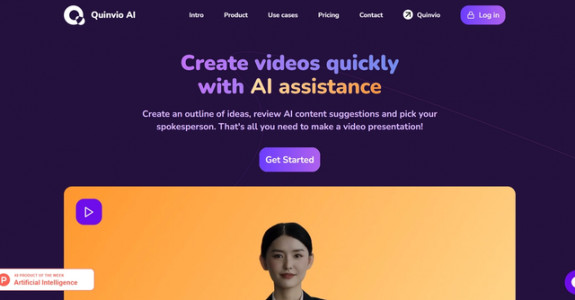 Quinvio AI
Intro
Product
Use cases
Pricing
Contact
Quinvio
Log in
Create videos quickly
with AI assistance
Create an outline of ideas, review AI content suggestions and pick your
spokesperson. That's all you need to make a video presentation!
Get Started
P
#1 PRODUCT OF THE WEEK
Artificial Intelligence